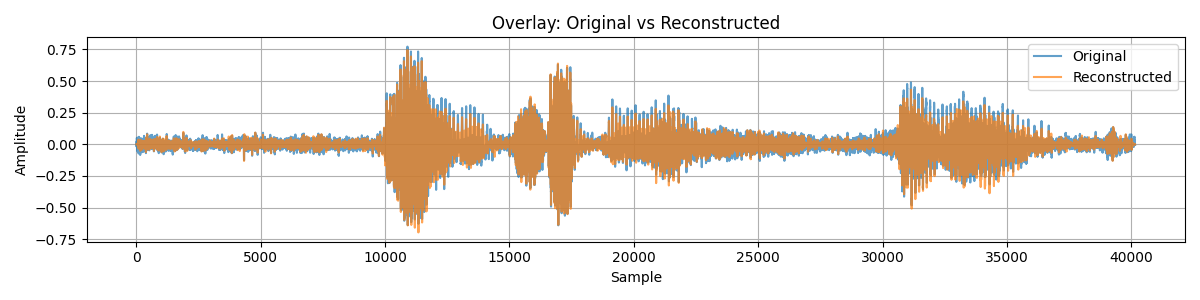 Overlay: Original vs Reconstructed
Original
Reconstructed
Amplitude
0.75
0.50
0.25
0.00
−0.25
−0.50
−0.75
0 5000 10000 15000 20000 25000 30000 35000 40000
Sample